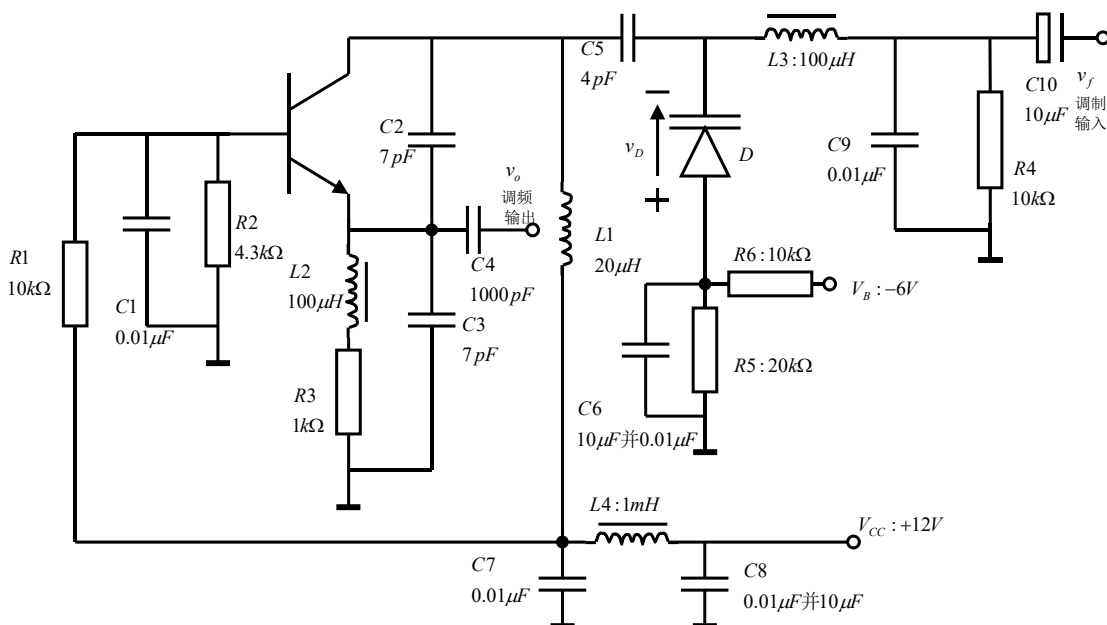 C5
4pF
L3:100μH
C10
10μF
v_f
调制
输入
C2
7pF
v_D
D
C9
0.01μF
R4
10kΩ
v_o
调频
输出
R2
4.3kΩ
R1
10kΩ
L2
100μH
C4
1000pF
L1
20μH
R6:10kΩ
V_B:−6V
C1
0.01μF
C3
7pF
R5:20kΩ
R3
1kΩ
C6
10μF并0.01μF
L4:1mH
V_CC:+12V
C7
0.01μF
C8
0.01μF并10μF